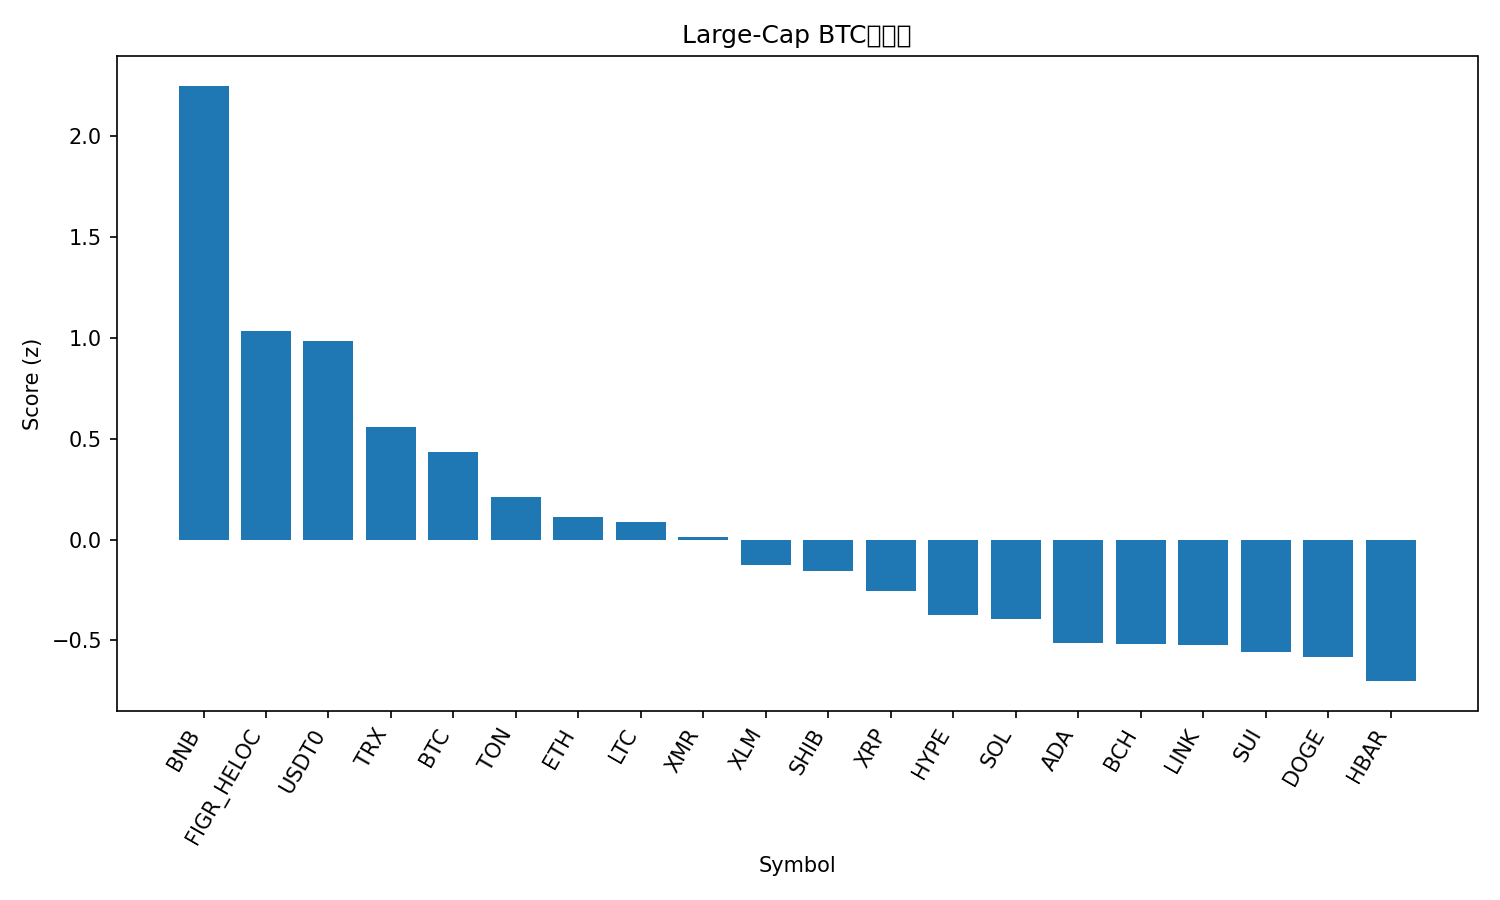 Large-Cap BTC
2.0
1.5
1.0
0.5
0.0
−0.5
Score (z)
BNB
FIGR_HELOC
USDT0
TRX
BTC
TON
ETH
LTC
XMR
XLM
SHIB
XRP
HYPE
SOL
ADA
BCH
LINK
SUI
DOGE
HBAR
Symbol